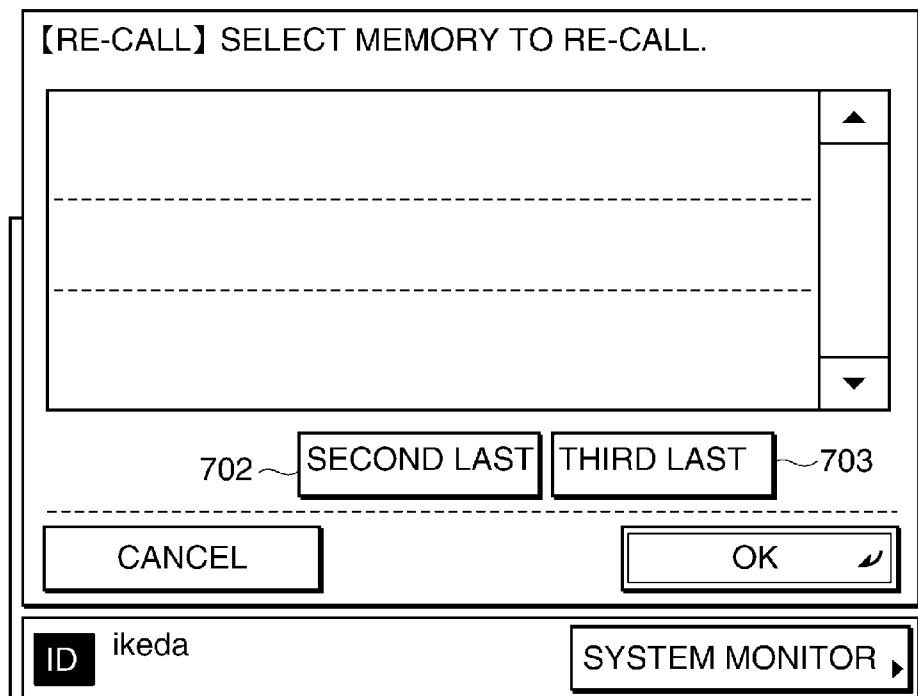 【RE-CALL】 SELECT MEMORY TO RE-CALL.
702 SECOND LAST THIRD LAST 703
CANCEL OK
ID ikeda SYSTEM MONITOR